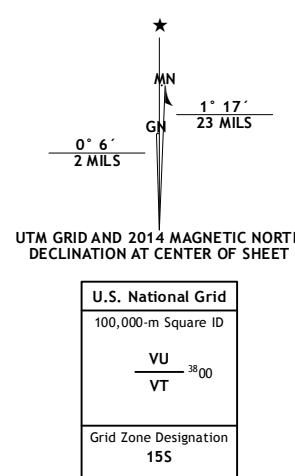 ★
MN
1° 17´
23 MILS
GN
0° 6´
2 MILS
UTM GRID AND 2014 MAGNETIC NORTH
DECLINATION AT CENTER OF SHEET
U.S. National Grid
100,000-m Square ID
VU
3800
VT
Grid Zone Designation
15S